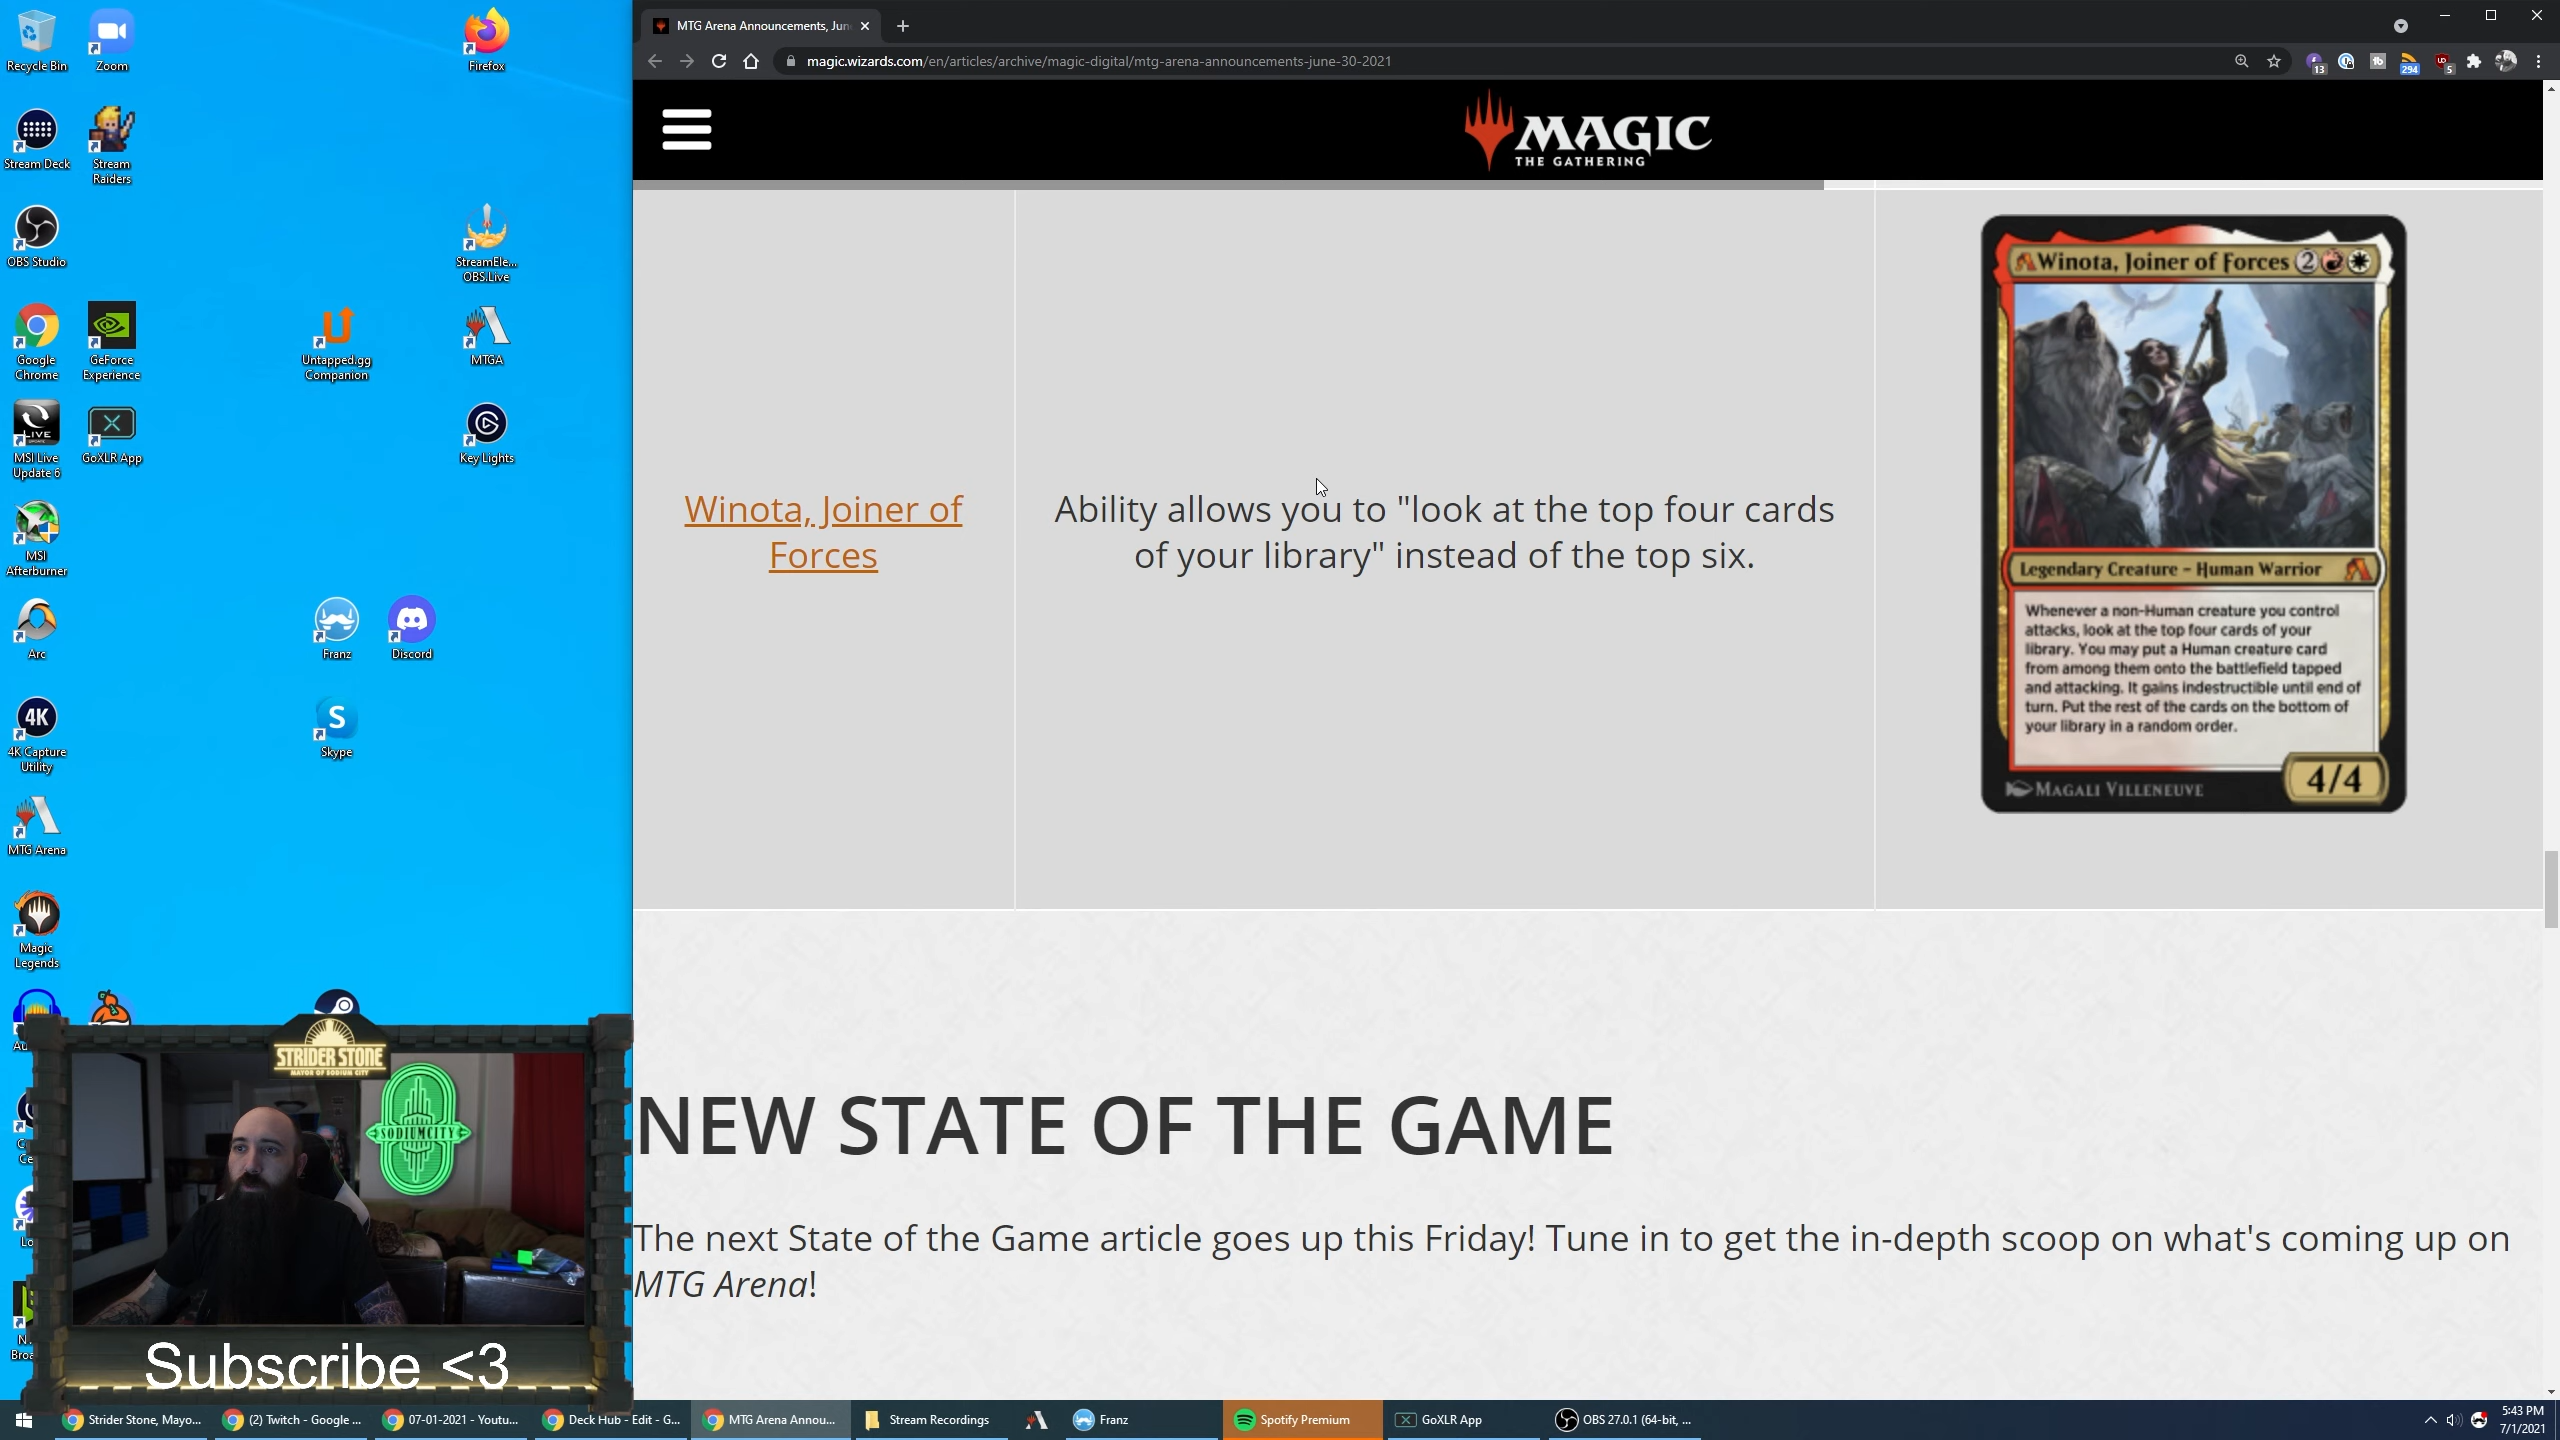 Recycle Bin
Zoom
Firefox
Stream Deck
Stream
Raiders
OBS Studio
StreamEle...
OBS.Live
Google
Chrome
GeForce
Experience
Untapped.gg
Companion
MTGA
LIVE
MSI Live
Update 6
GoXLR App
Key Lights
MSI
Afterburner
Arc
Franz
Discord
4K
4K Capture
Utility
S
Skype
MTG Arena
Magic
Legends
STRIDER STONE
MAYOR OF SODIUM CITY
SODIUMCITY
Subscribe <3
MTG Arena Announcements, Jun
magic.wizards.com/en/articles/archive/magic-digital/mtg-arena-announcements-june-30-2021
13
294
5
MAGIC
THE GATHERING
Winota, Joiner of
Forces
Ability allows you to "look at the top four cards
of your library" instead of the top six.
Winota, Joiner of Forces 2
Legendary Creature – Human Warrior
Whenever a non-Human creature you control
attacks, look at the top four cards of your
library. You may put a Human creature card
from among them onto the battlefield tapped
and attacking. It gains indestructible until end of
turn. Put the rest of the cards on the bottom of
your library in a random order.
4/4
MAGALI VILLENEUVE
NEW STATE OF THE GAME
The next State of the Game article goes up this Friday! Tune in to get the in-depth scoop on what's coming up on
MTG Arena!
Strider Stone, Mayo...
(2) Twitch - Google ...
07-01-2021 - Youtu...
Deck Hub - Edit - G...
MTG Arena Annou...
Stream Recordings
Franz
Spotify Premium
GoXLR App
OBS 27.0.1 (64-bit, ...
5:43 PM
7/1/2021